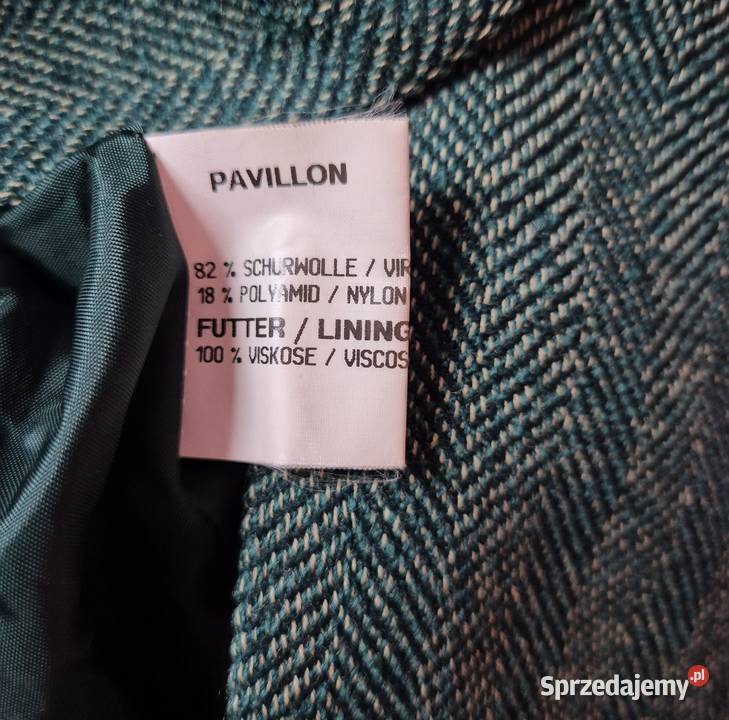 PAVILLON
82 % SCHURWOLLE / VIR
18 % POLYAMID / NYLON
FUTTER / LINING
100 % VISKOSE / VISCOS
Sprzedajemy.pl